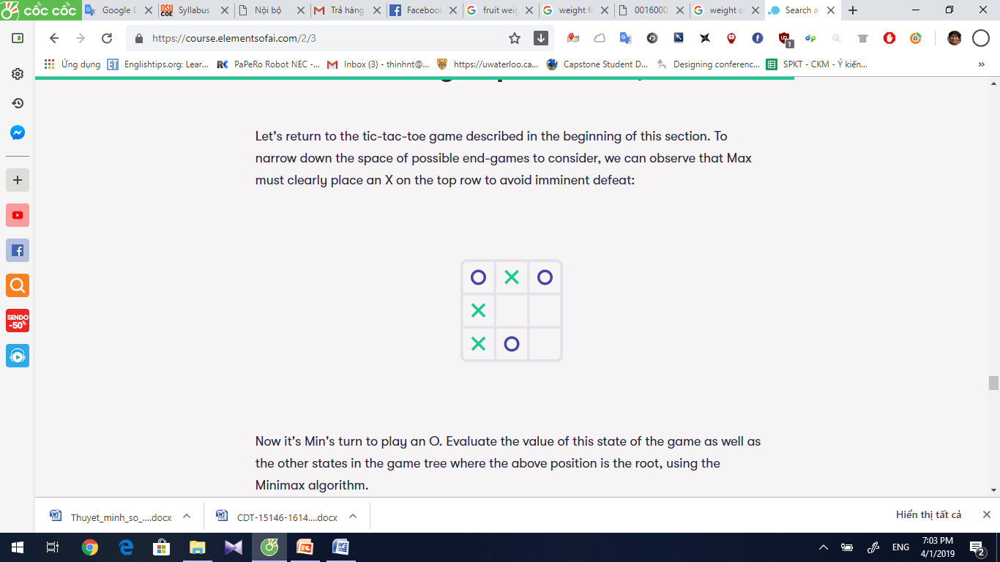 cốc cốc
Google D
Syllabus
Nội bộ
Trả hàng
Facebook
fruit weig
weight fr
0016000
weight c
Search a
https://course.elementsofai.com/2/3
Ứng dụng
Englishtips.org: Lear...
PaPeRo Robot NEC -...
Inbox (3) - thinhnt@...
https://uwaterloo.ca...
Capstone Student D...
Designing conferenc...
SPKT - CKM - Ý kiến...
»
Let's return to the tic-tac-toe game described in the beginning of this section. To
narrow down the space of possible end-games to consider, we can observe that Max
must clearly place an X on the top row to avoid imminent defeat:
O X O
X
X O
Now it's Min's turn to play an O. Evaluate the value of this state of the game as well as
the other states in the game tree where the above position is the root, using the
Minimax algorithm.
SENDO
-50%
Thuyet_minh_so_....docx
CDT-15146-1614....docx
Hiển thị tất cả
ENG
7:03 PM
4/1/2019
2